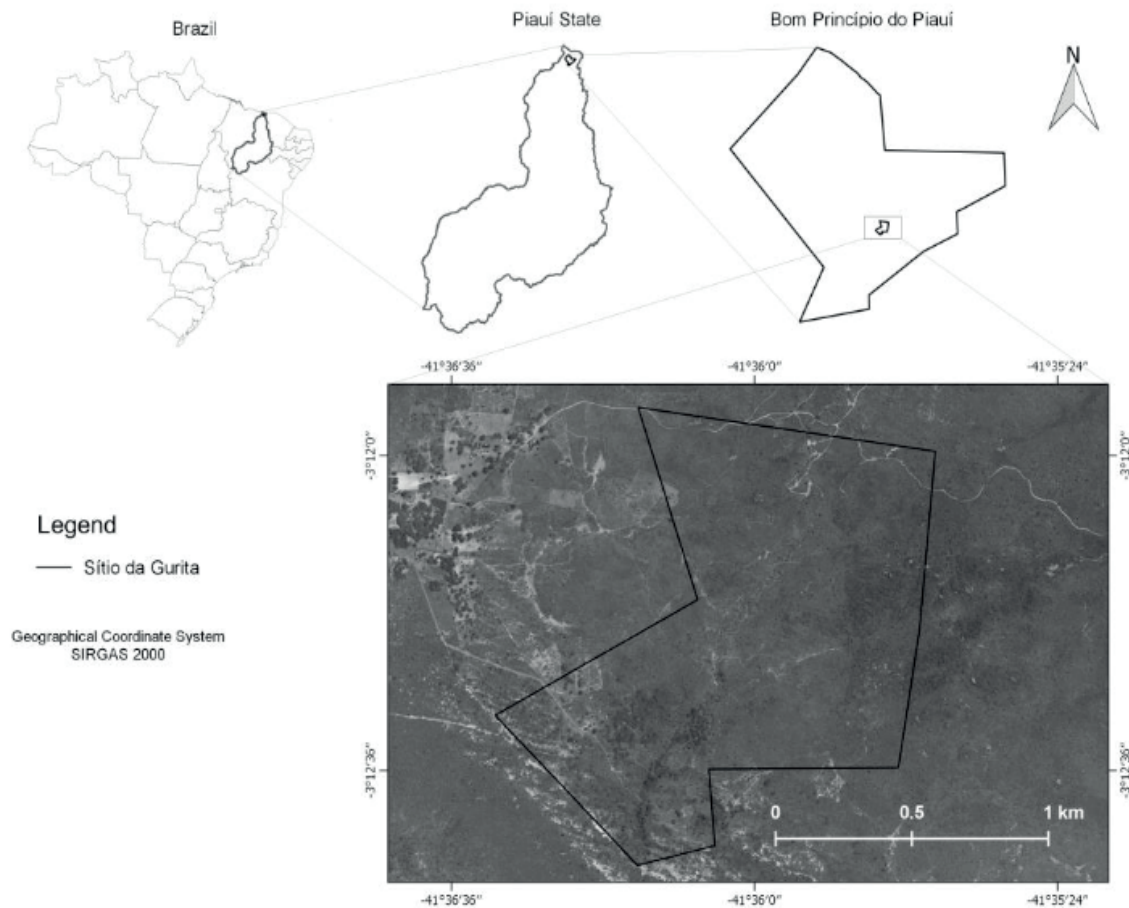 Brazil
Piauí State
Bom Princípio do Piauí
N
-41°36'36"
-41°36'0"
-41°35'24"
-3°12'0"
-3°12'0"
Legend
Sítio da Gurita
Geographical Coordinate System
SIRGAS 2000
-3°12'36"
-3°12'36"
0
0.5
1 km
-41°36'36"
-41°36'0"
-41°35'24"